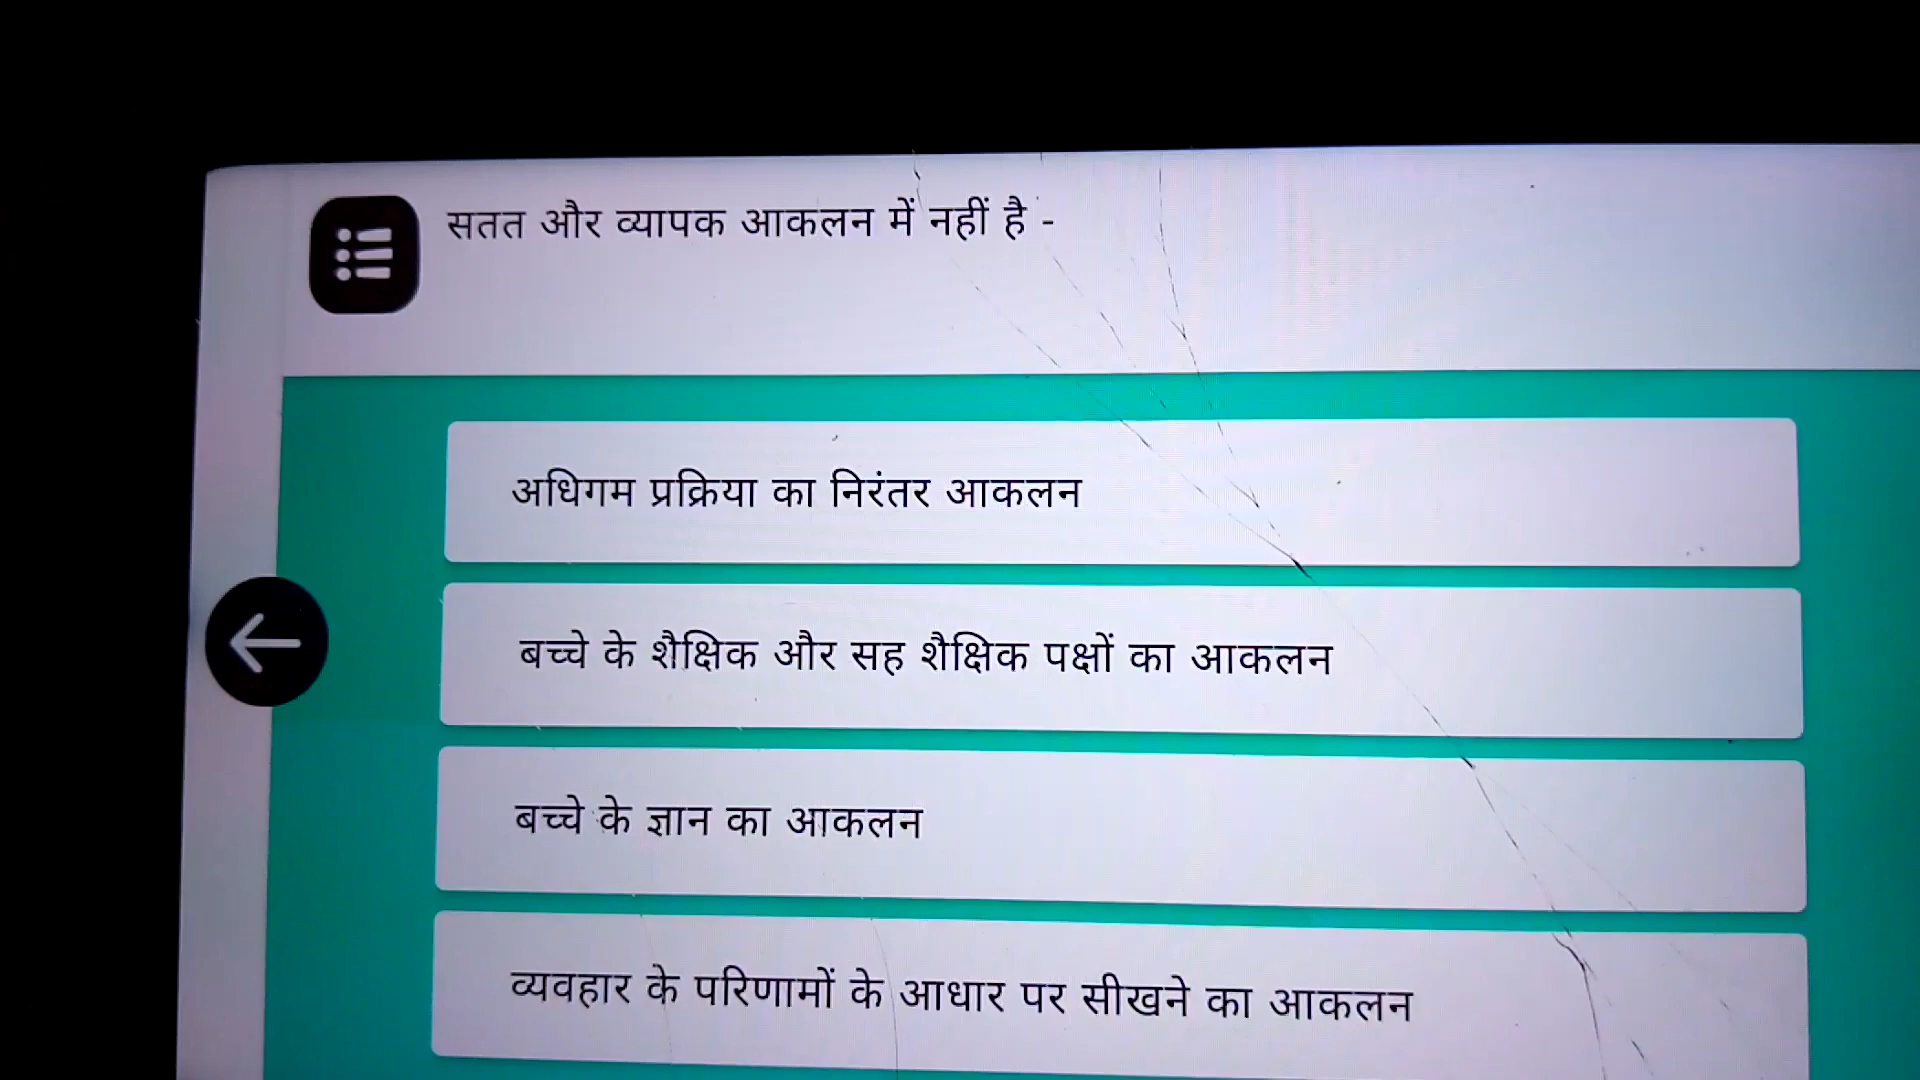 सतत और व्यापक आकलन में नहीं है -
अधिगम प्रक्रिया का निरंतर आकलन
बच्चे के शैक्षिक और सह शैक्षिक पक्षों का आकलन
बच्चे के ज्ञान का आकलन
व्यवहार के परिणामों के आधार पर सीखने का आकलन